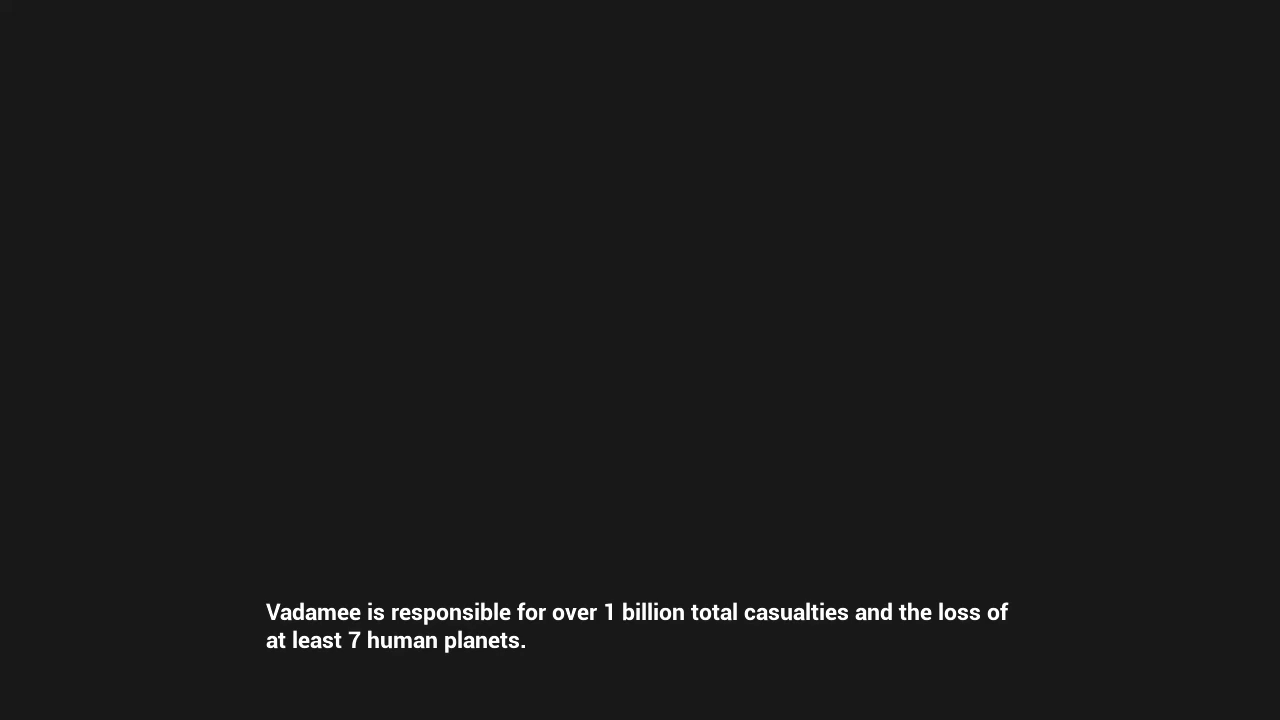 Vadamee is responsible for over 1 billion total casualties and the loss of
at least 7 human planets.